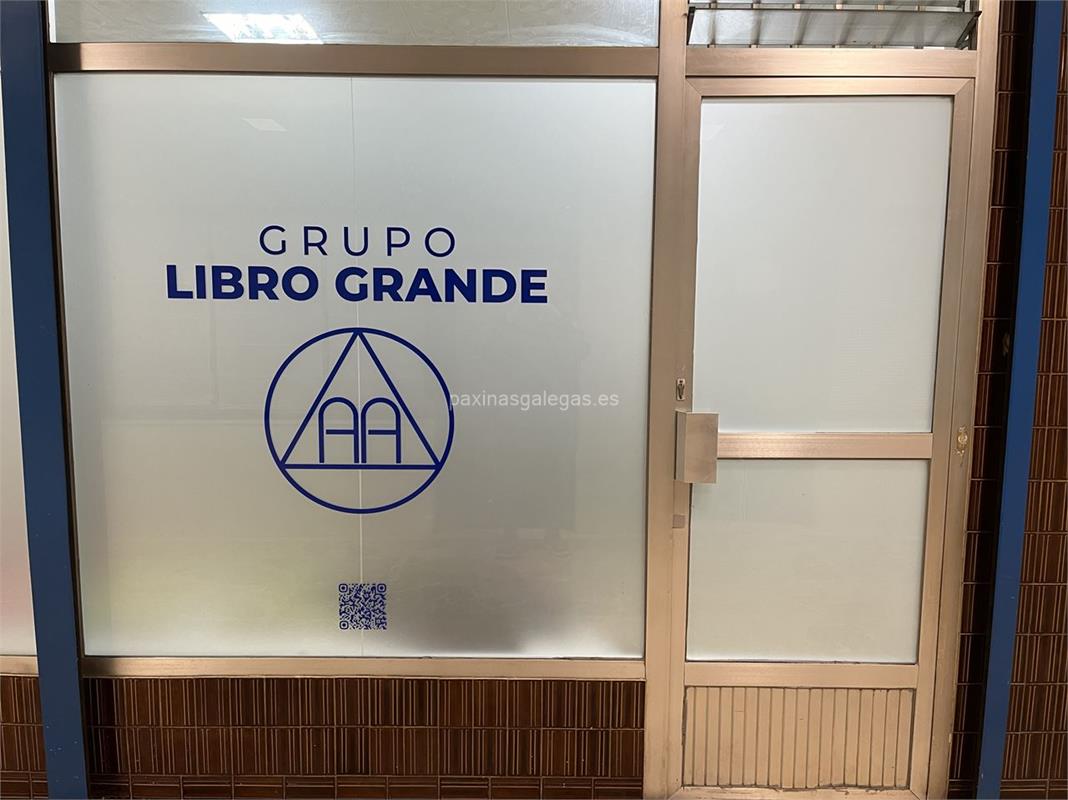 GRUPO
LIBRO GRANDE
AA
paxinasgalegas.es